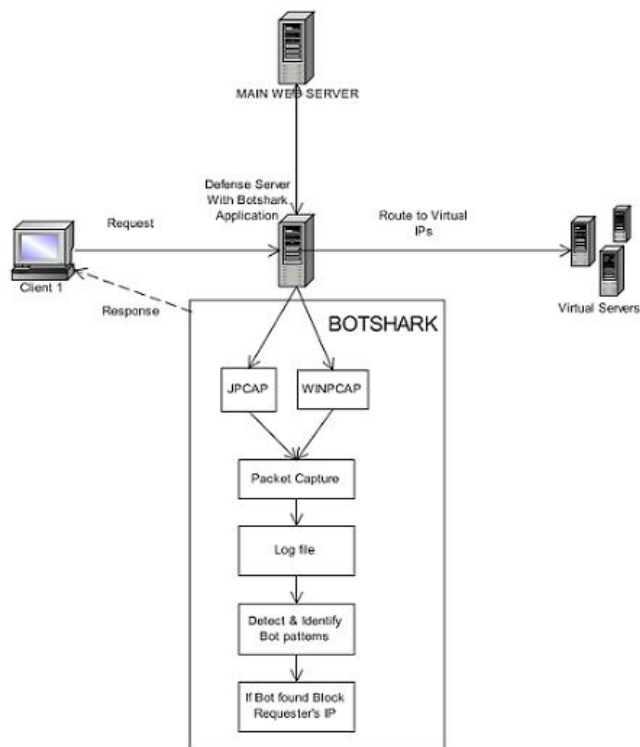 MAIN WEB SERVER
Defense Server
With Botshark
Application
Request
Route to Virtual
IPs
Client 1
Virtual Servers
Response
BOTSHARK
JPCAP
WINPCAP
Packet Capture
Log file
Detect & Identify
Bot patterns
If Bot found Block
Requester's IP